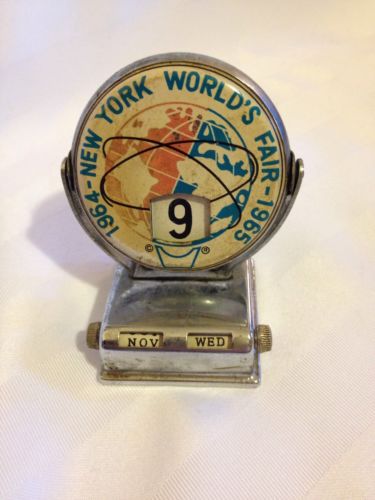 1964-NEW YORK WORLD'S FAIR-1965
9
© ®
NOV WED